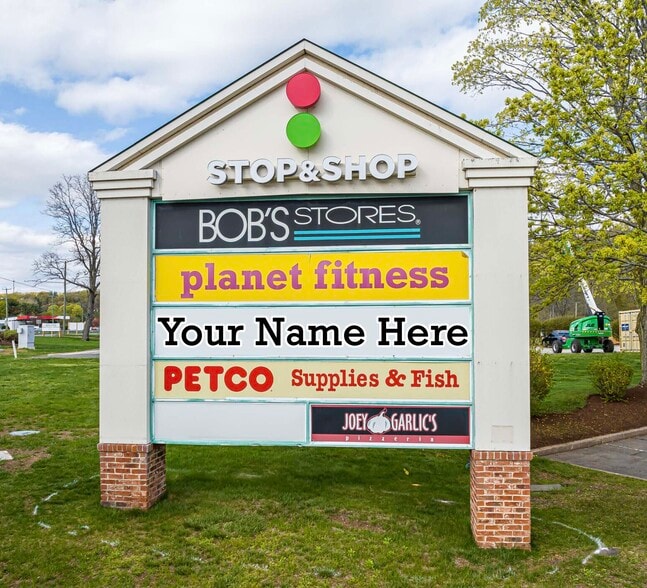 STOP&SHOP
BOB'S STORES®
planet fitness
Your Name Here
PETCO Supplies & Fish
JOEY GARLIC'S
pizzeria